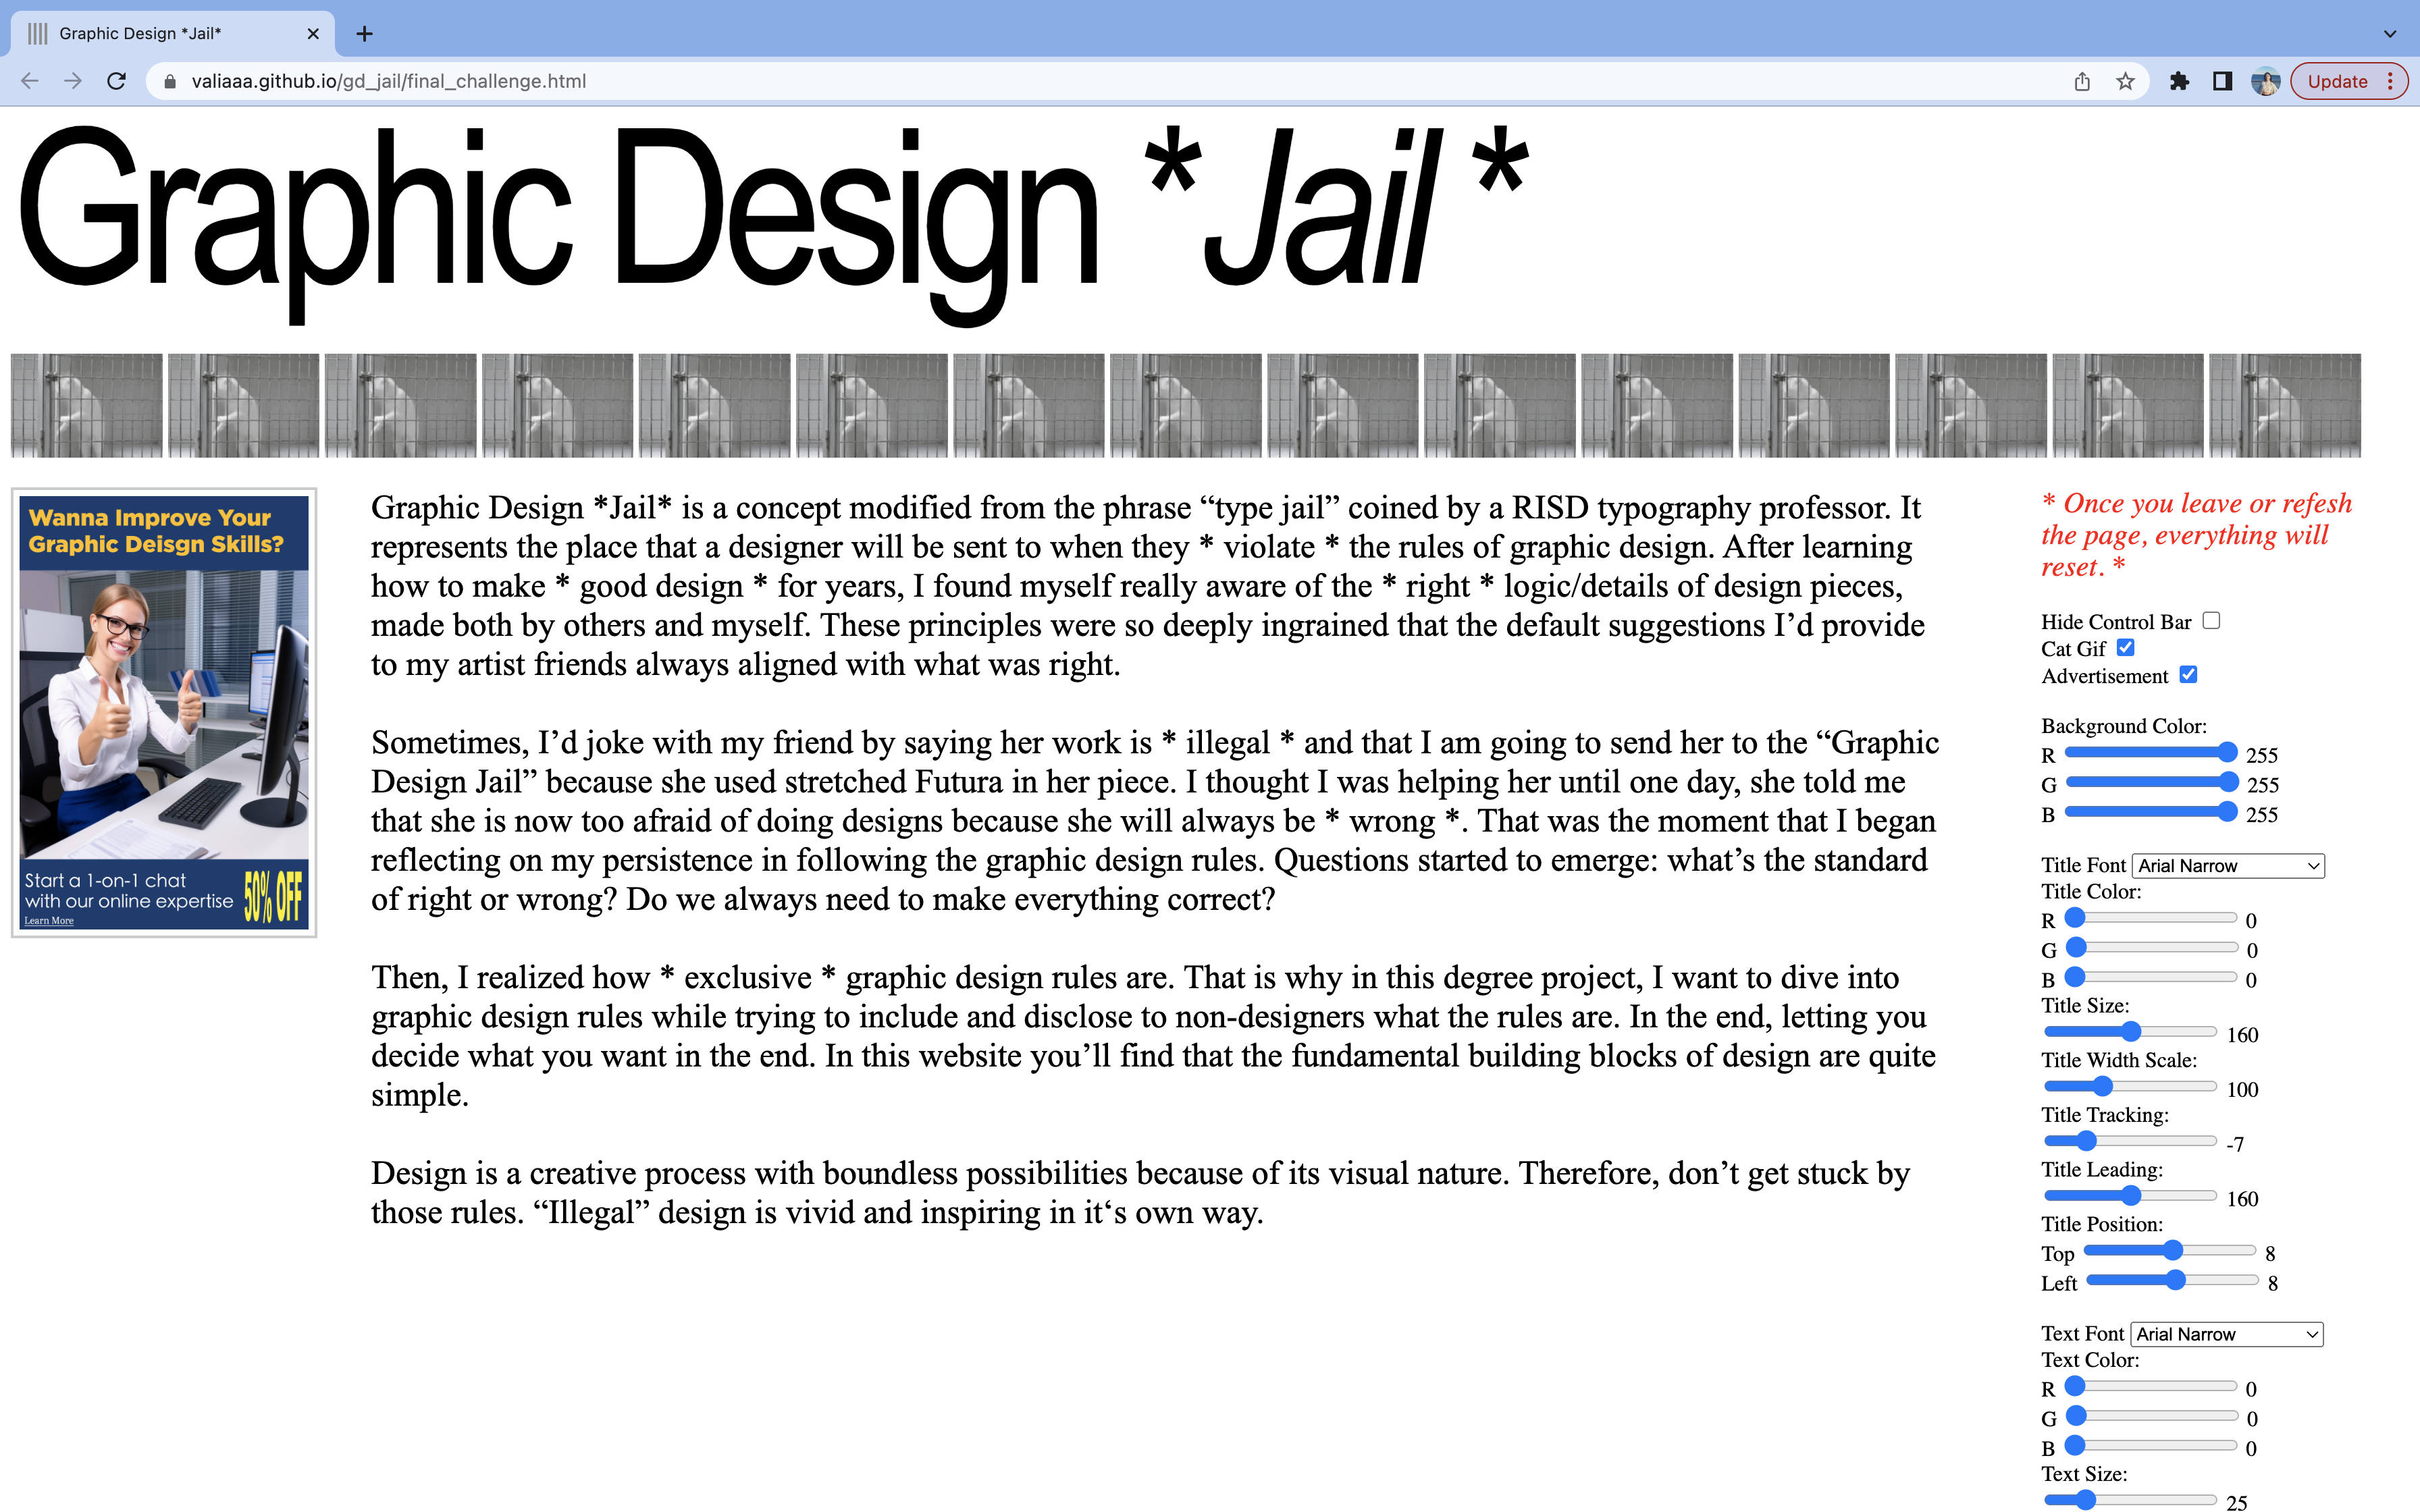 Graphic Design *Jail*
valiaaa.github.io/gd_jail/final_challenge.html
Update
Graphic Design * Jail *
Wanna Improve Your
Graphic Deisgn Skills?
Start a 1-on-1 chat
with our online expertise
50% OFF
Learn More
Graphic Design *Jail* is a concept modified from the phrase “type jail” coined by a RISD typography professor. It
represents the place that a designer will be sent to when they * violate * the rules of graphic design. After learning
how to make * good design * for years, I found myself really aware of the * right * logic/details of design pieces,
made both by others and myself. These principles were so deeply ingrained that the default suggestions I’d provide
to my artist friends always aligned with what was right.
Sometimes, I’d joke with my friend by saying her work is * illegal * and that I am going to send her to the “Graphic
Design Jail” because she used stretched Futura in her piece. I thought I was helping her until one day, she told me
that she is now too afraid of doing designs because she will always be * wrong *. That was the moment that I began
reflecting on my persistence in following the graphic design rules. Questions started to emerge: what’s the standard
of right or wrong? Do we always need to make everything correct?
Then, I realized how * exclusive * graphic design rules are. That is why in this degree project, I want to dive into
graphic design rules while trying to include and disclose to non-designers what the rules are. In the end, letting you
decide what you want in the end. In this website you’ll find that the fundamental building blocks of design are quite
simple.
Design is a creative process with boundless possibilities because of its visual nature. Therefore, don’t get stuck by
those rules. “Illegal” design is vivid and inspiring in it‘s own way.
* Once you leave or refesh
the page, everything will
reset. *
Hide Control Bar
Cat Gif
Advertisement
Background Color:
R 255
G 255
B 255
Title Font Arial Narrow
Title Color:
R 0
G 0
B 0
Title Size:
160
Title Width Scale:
100
Title Tracking:
-7
Title Leading:
160
Title Position:
Top 8
Left 8
Text Font Arial Narrow
Text Color:
R 0
G 0
B 0
Text Size:
25